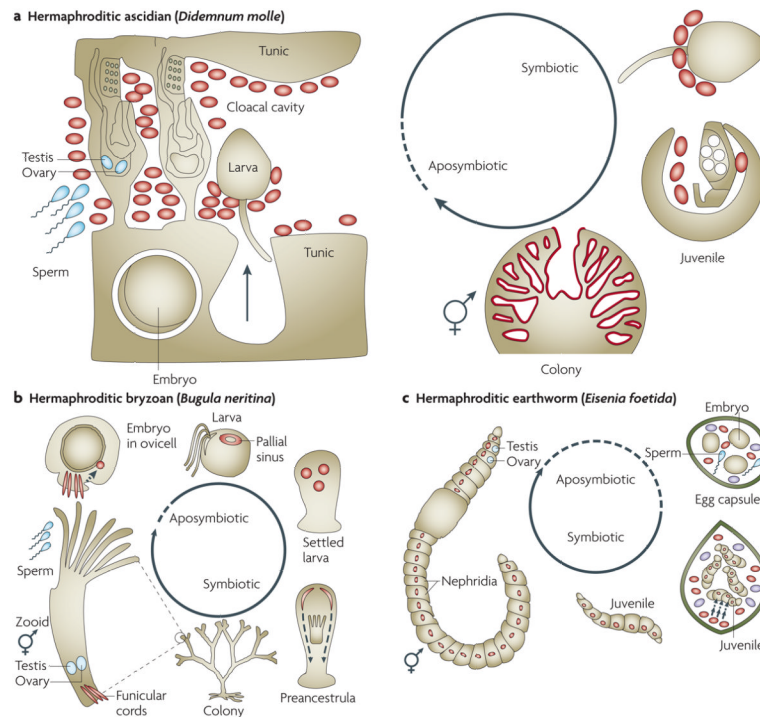 a Hermaphroditic ascidian (Didemnum molle)
Tunic
Cloacal cavity
Testis
Ovary
Larva
Sperm
Tunic
Embryo
Symbiotic
Aposymbiotic
Juvenile
Colony
b Hermaphroditic bryzoan (Bugula neritina)
Embryo
in ovicell
Larva
Pallial
sinus
Aposymbiotic
Symbiotic
Settled
larva
Sperm
Zooid
Testis
Ovary
Funicular
cords
Colony
Preancestrula
c Hermaphroditic earthworm (Eisenia foetida)
Testis
Ovary
Aposymbiotic
Symbiotic
Embryo
Sperm
Egg capsule
Nephridia
Juvenile
Juvenile